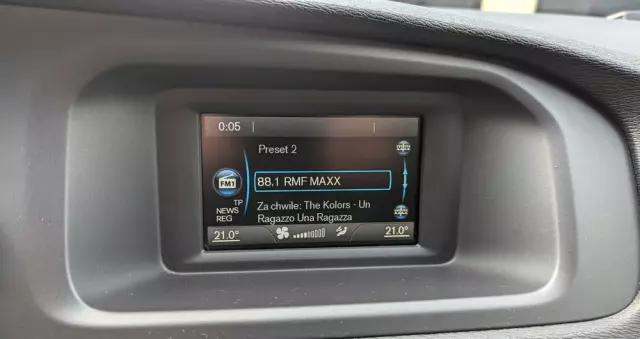 0:05
Preset 2
FM1
88.1 RMF MAXX
TP
NEWS
REG
Za chwile: The Kolors - Un
Ragazzo Una Ragazza
21.0° 21.0°